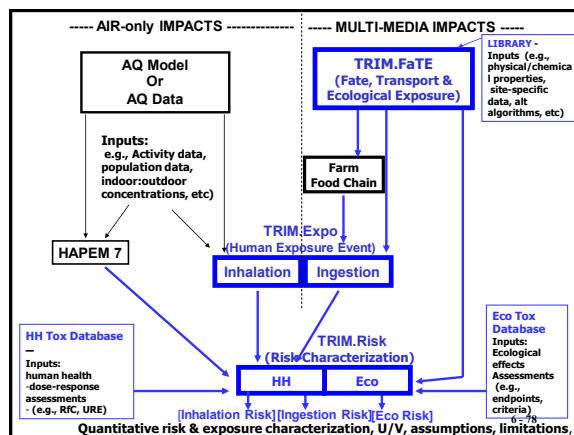 ----- AIR-only IMPACTS -----
----- MULTI-MEDIA IMPACTS -----
AQ Model
Or
AQ Data
TRIM.FaTE
(Fate, Transport &
Ecological Exposure)
LIBRARY -
Inputs (e.g.,
physical/chemica
l properties,
site-specific
data, alt
algorithms, etc)
Inputs:
e.g., Activity data,
population data,
indoor:outdoor
concentrations, etc)
Farm
Food Chain
HAPEM 7
TRIM.Expo
(Human Exposure Event)
Inhalation
Ingestion
HH Tox Database
—
Inputs:
human health
-dose-response
assessments
- (e.g., RfC, URE)
TRIM.Risk
(Risk Characterization)
HH
Eco
Eco Tox
Database
Inputs:
Ecological
effects
Assessments
(e.g.,
endpoints,
criteria)
6 - 78
[Inhalation Risk]
[Ingestion Risk]
[Eco Risk]
Quantitative risk & exposure characterization, U/V, assumptions, limitations,